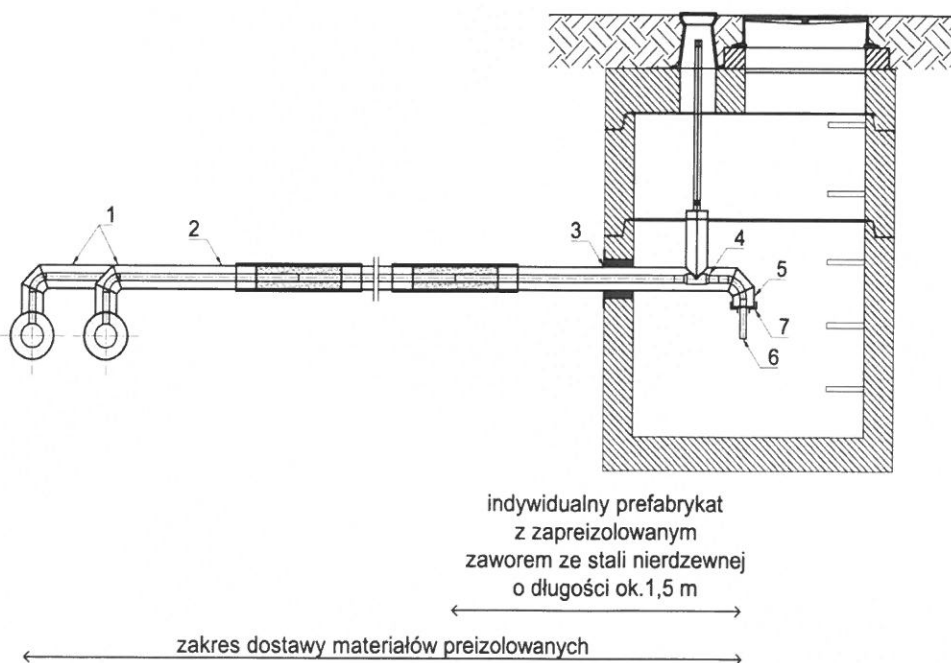 1
2
3
4
5
7
6
indywidualny prefabrykat
z zapreizolowanym
zaworem ze stali nierdzewnej
o długości ok.1,5 m
zakres dostawy materiałów preizolowanych